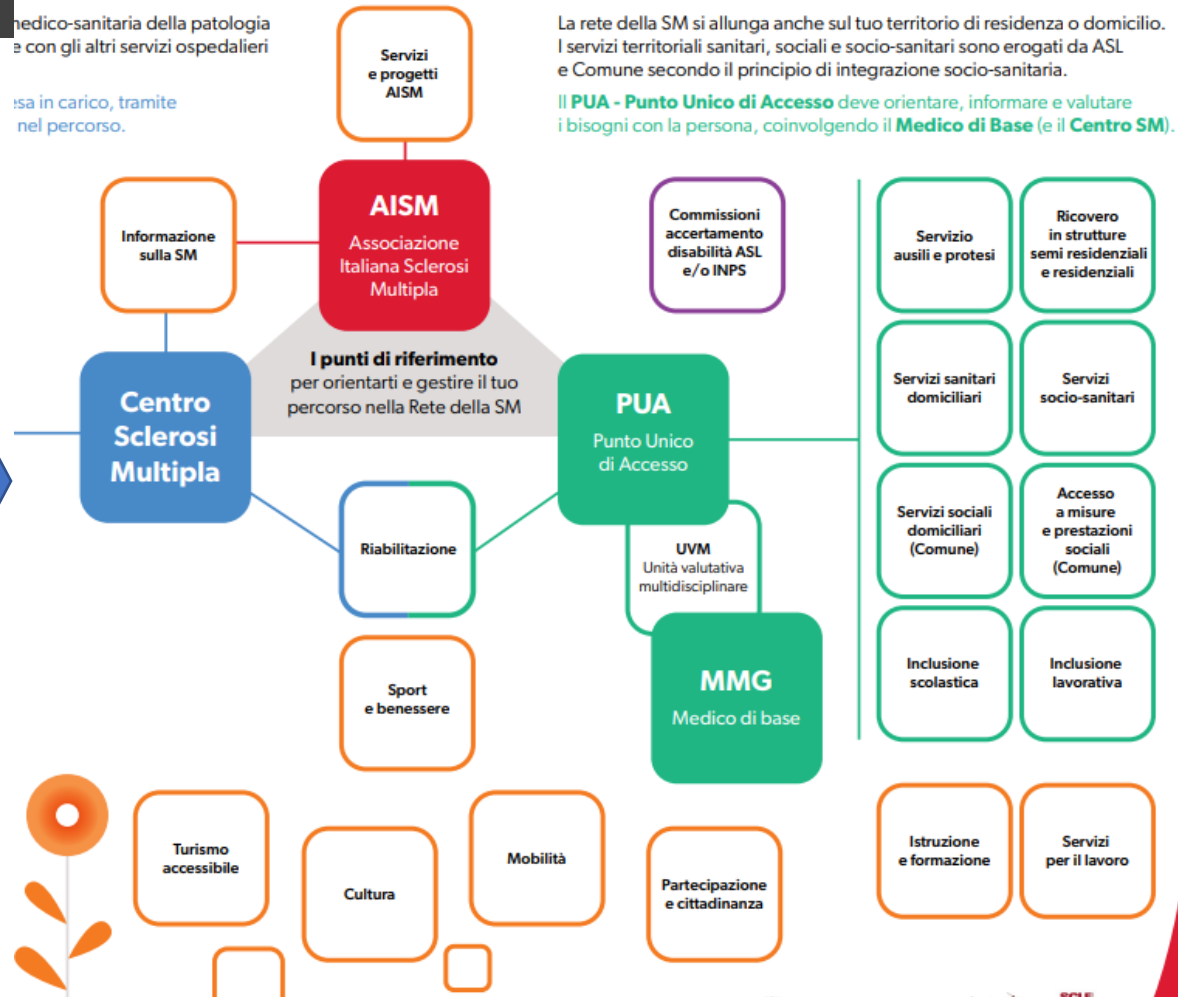 medico-sanitaria della patologia
e con gli altri servizi ospedalieri
esa in carico, tramite
nel percorso.
La rete della SM si allunga anche sul tuo territorio di residenza o domicilio.
I servizi territoriali sanitari, sociali e socio-sanitari sono erogati da ASL
e Comune secondo il principio di integrazione socio-sanitaria.
Il PUA - Punto Unico di Accesso deve orientare, informare e valutare
i bisogni con la persona, coinvolgendo il Medico di Base (e il Centro SM).
Servizi
e progetti
AISM
AISM
Associazione
Italiana Sclerosi
Multipla
Informazione
sulla SM
Commissioni
accertamento
disabilità ASL
e/o INPS
Servizio
ausili e protesi
Ricovero
in strutture
semi residenziali
e residenziali
I punti di riferimento
per orientarti e gestire il tuo
percorso nella Rete della SM
Centro
Sclerosi
Multipla
PUA
Punto Unico
di Accesso
Servizi sanitari
domiciliari
Servizi
socio-sanitari
Riabilitazione
UVM
Unità valutativa
multidisciplinare
Servizi sociali
domiciliari
(Comune)
Accesso
a misure
e prestazioni
sociali
(Comune)
Sport
e benessere
MMG
Medico di base
Inclusione
scolastica
Inclusione
lavorativa
Turismo
accessibile
Cultura
Mobilità
Partecipazione
e cittadinanza
Istruzione
e formazione
Servizi
per il lavoro